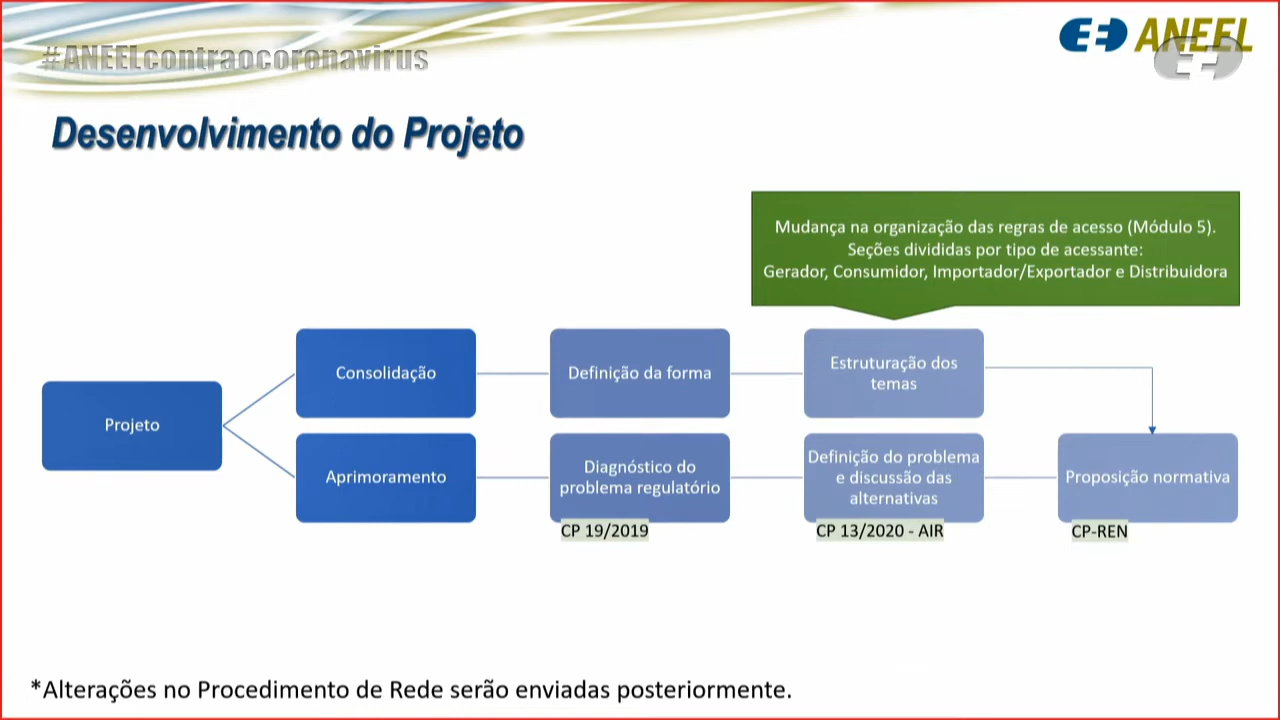 #ANEELcontraocoronavirus
ANEEL
Desenvolvimento do Projeto
Mudança na organização das regras de acesso (Módulo 5).
Seções divididas por tipo de acessante:
Gerador, Consumidor, Importador/Exportador e Distribuidora
Projeto
Consolidação
Definição da forma
Estruturação dos
temas
Aprimoramento
Diagnóstico do
problema regulatório
CP 19/2019
Definição do problema
e discussão das
alternativas
CP 13/2020 - AIR
Proposição normativa
CP-REN
*Alterações no Procedimento de Rede serão enviadas posteriormente.